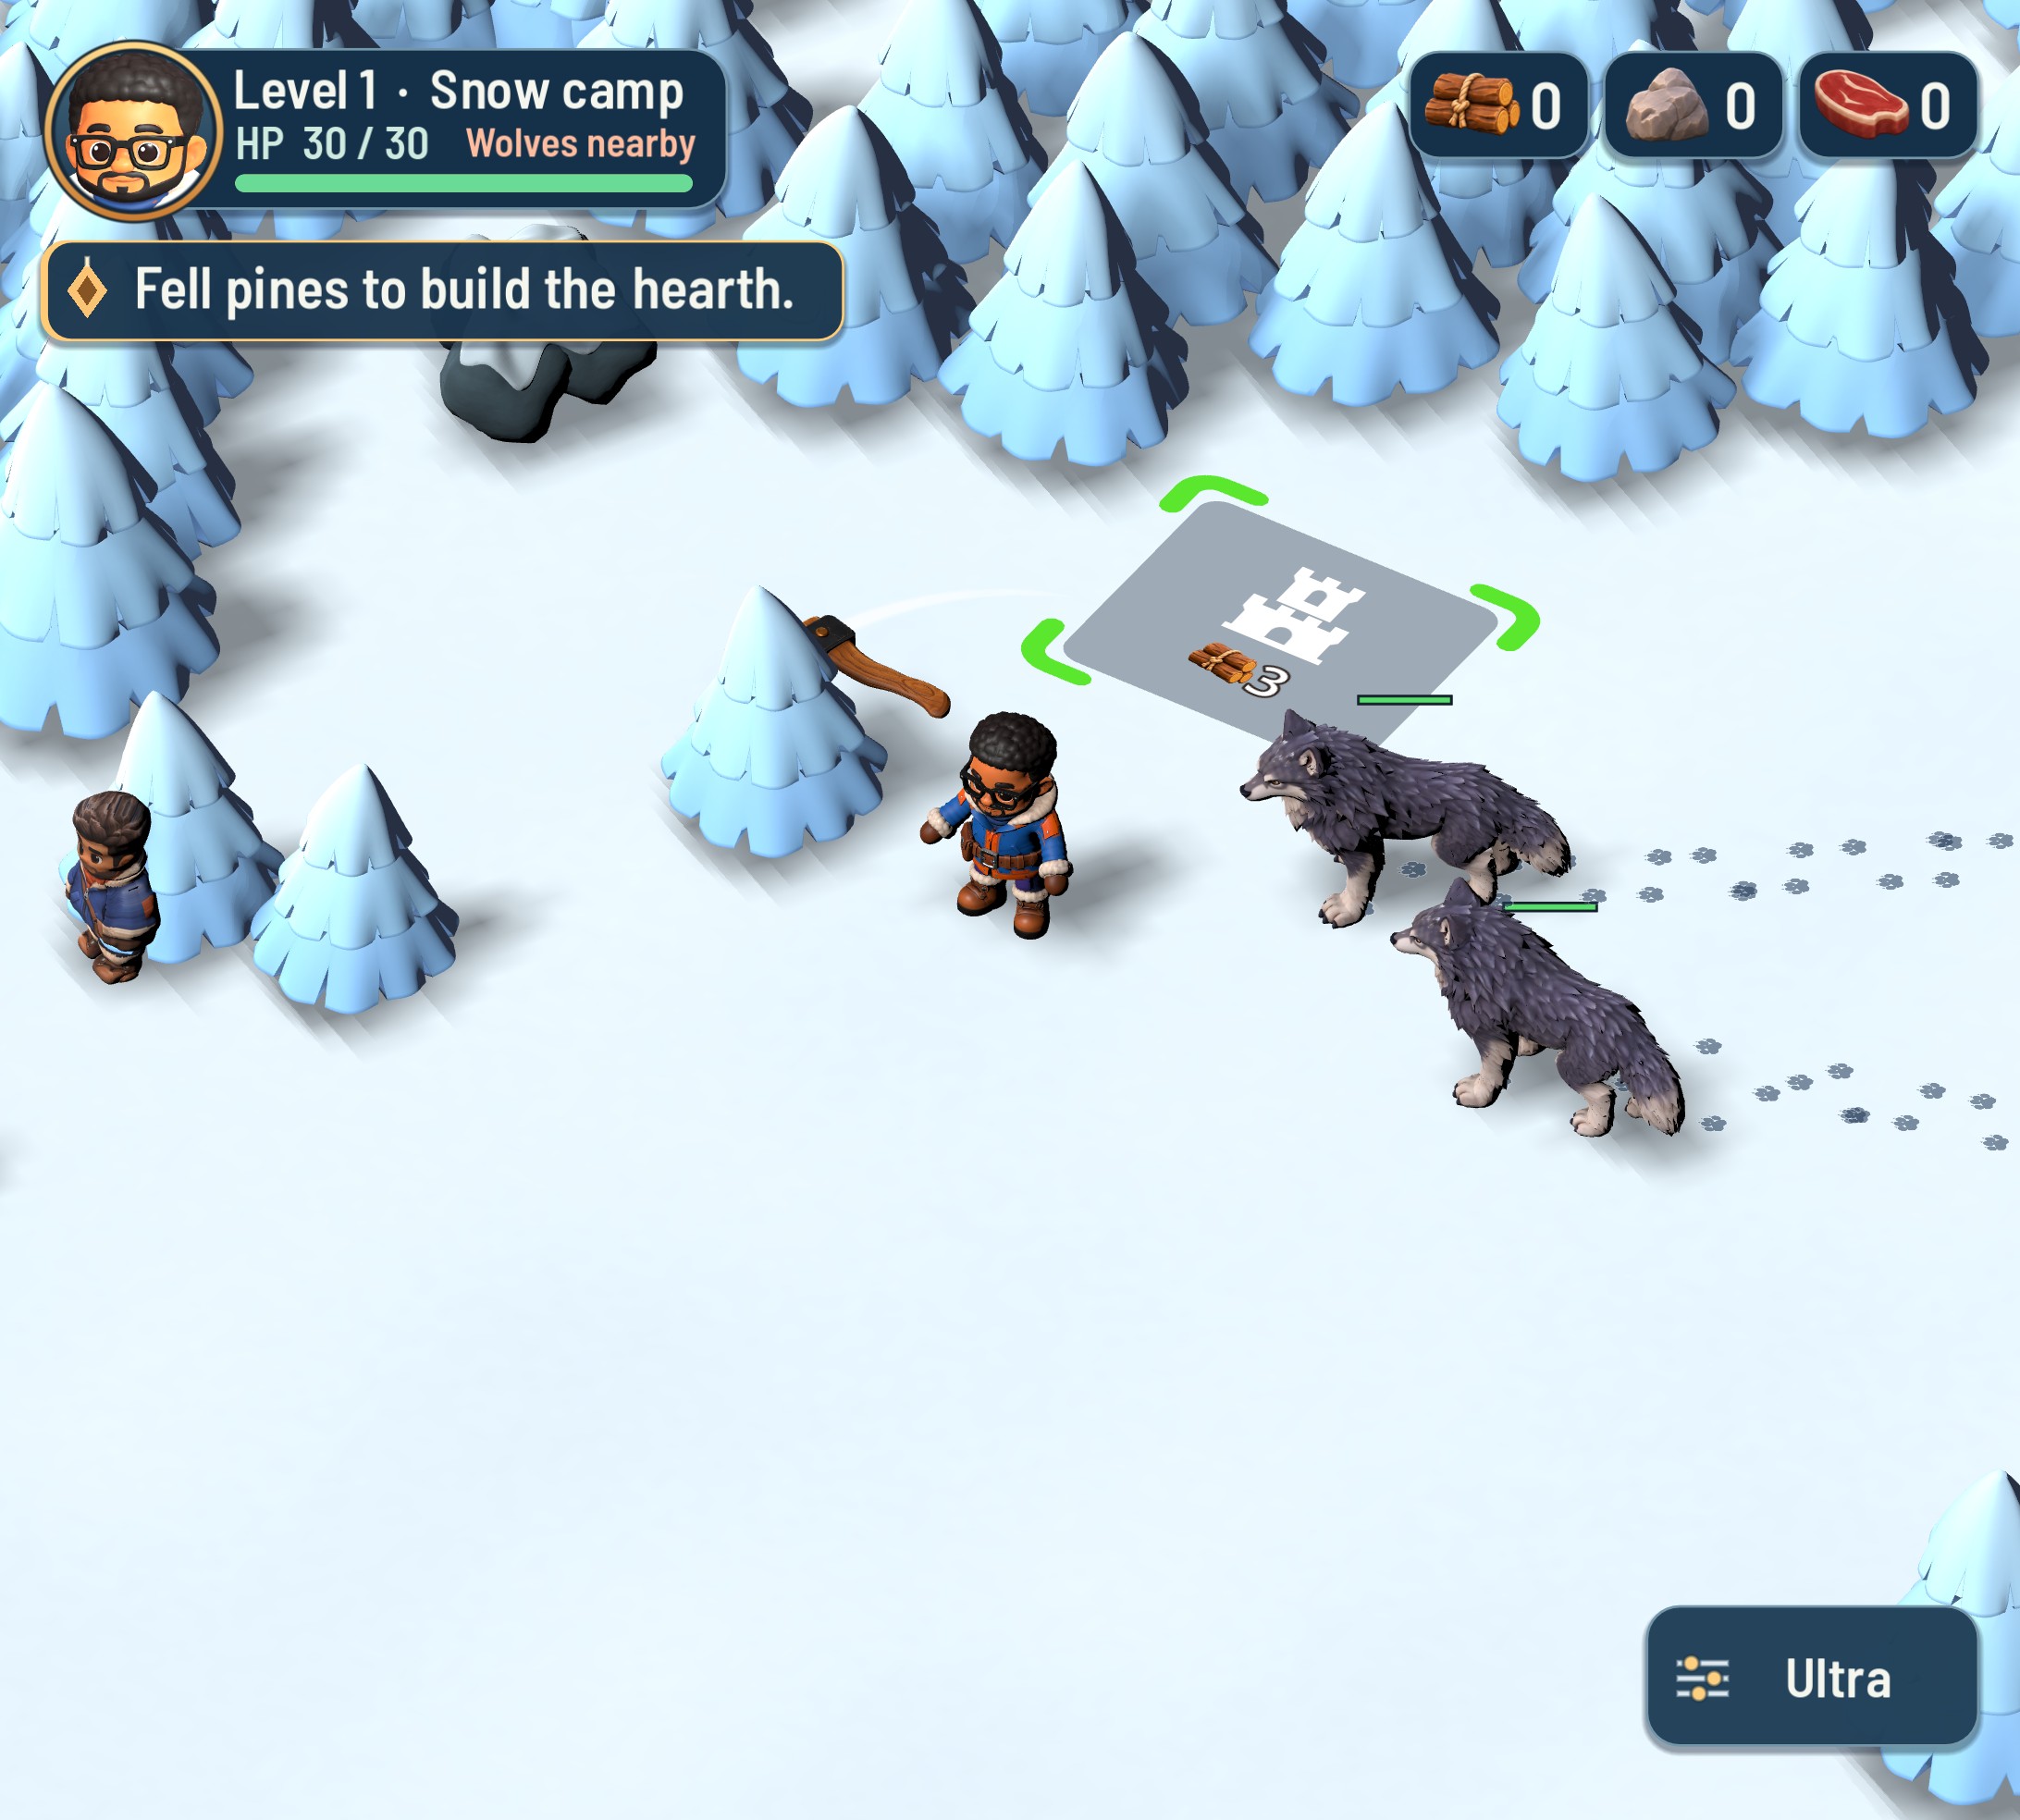 Level 1 · Snow camp
HP 30 / 30 Wolves nearby
0 0 0
Fell pines to build the hearth.
3
Ultra